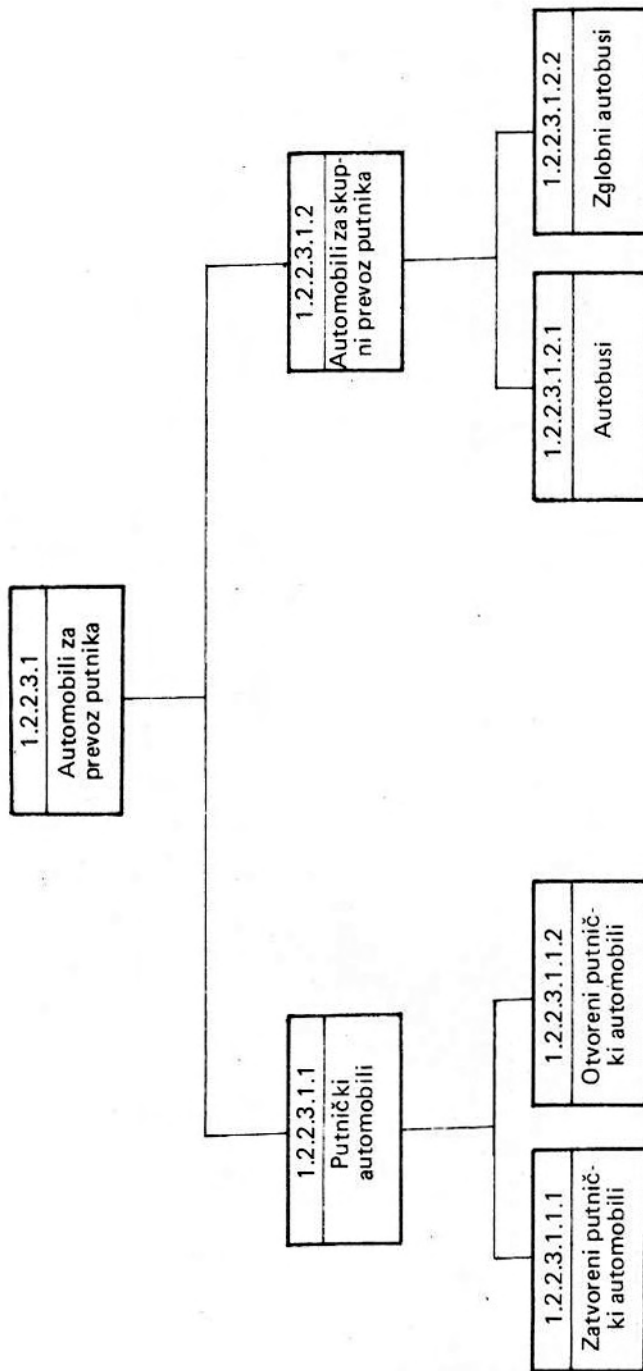 1.2.2.3.1
Automobili za
prevoz putnika
1.2.2.3.1.1
Putnički
automobili
1.2.2.3.1.2
Automobili za skup-
ni prevoz putnika
1.2.2.3.1.1.1
Zatvoreni putnič-
ki automobili
1.2.2.3.1.1.2
Otvoreni putnič-
ki automobili
1.2.2.3.1.2.1
Autobusi
1.2.2.3.1.2.2
Zglobni autobusi